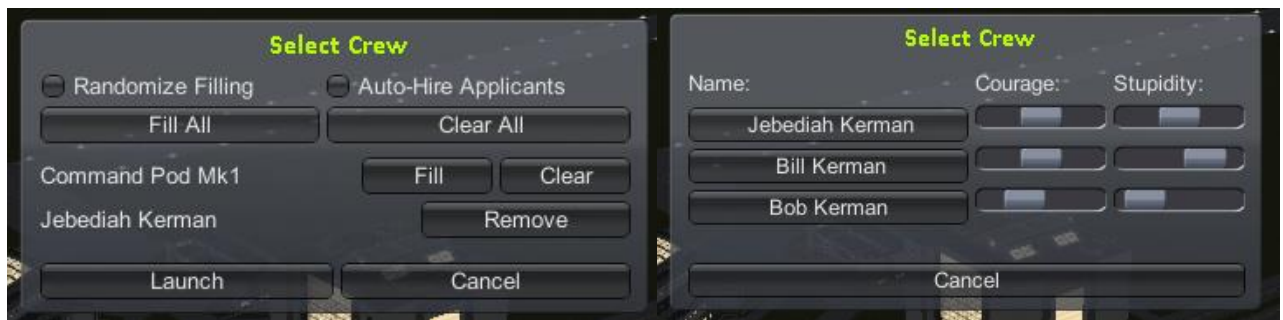 Select Crew
Randomize Filling Auto-Hire Applicants
Fill All Clear All
Command Pod Mk1 Fill Clear
Jebediah Kerman Remove
Launch Cancel
Select Crew
Name: Courage: Stupidity:
Jebediah Kerman
Bill Kerman
Bob Kerman
Cancel